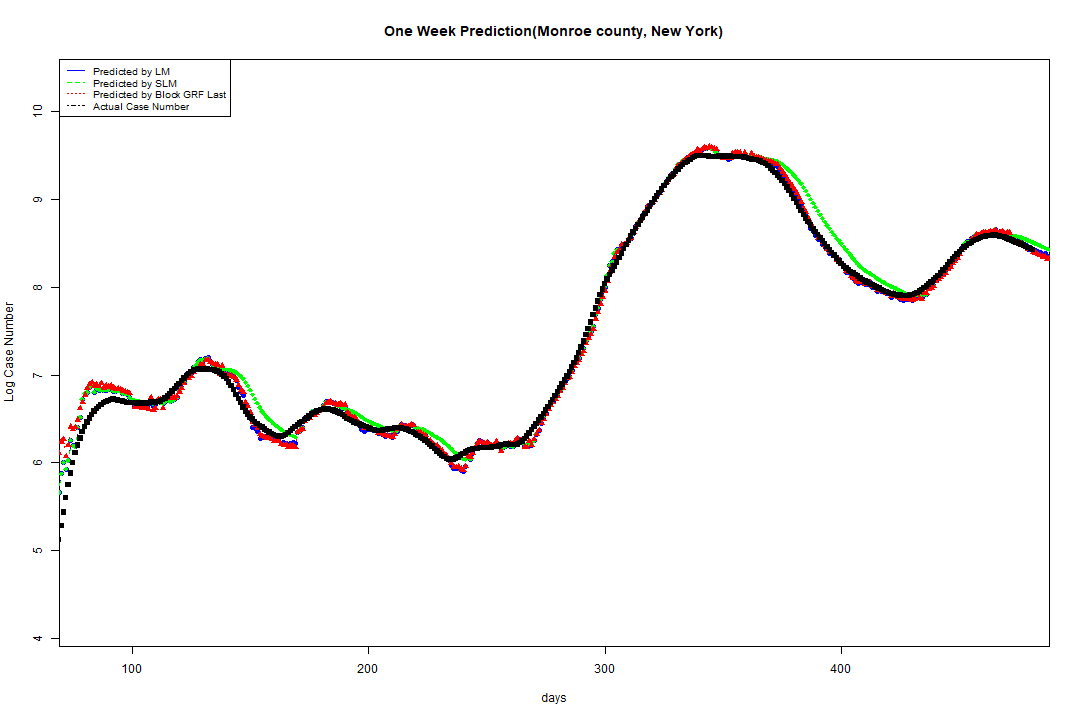 One Week Prediction(Monroe county, New York)
Predicted by LM
Predicted by SLM
Predicted by Block GRF Last
Actual Case Number
10
9
8
7
6
5
4
Log Case Number
100 200 300 400
days